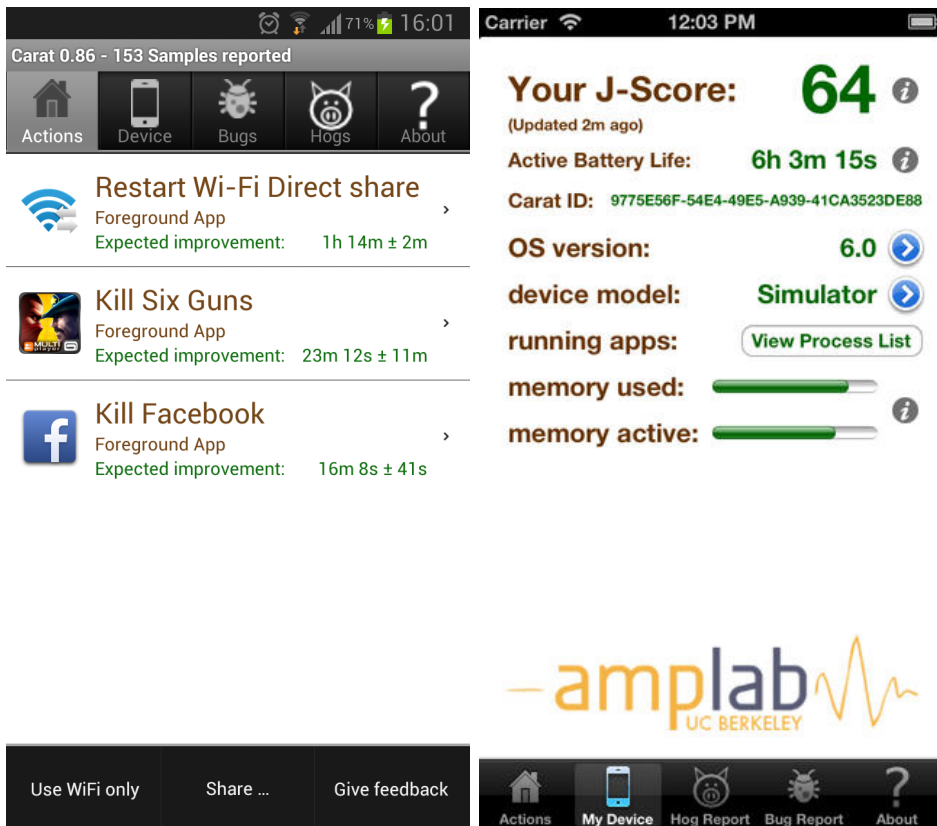 71% 16:01
Carat 0.86 - 153 Samples reported
Actions Device Bugs Hogs About
Restart Wi-Fi Direct share
Foreground App
Expected improvement: 1h 14m ± 2m
MULTI
player
Kill Six Guns
Foreground App
Expected improvement: 23m 12s ± 11m
f
Kill Facebook
Foreground App
Expected improvement: 16m 8s ± 41s
Use WiFi only Share ... Give feedback
Carrier 12:03 PM
Your J-Score: 64
(Updated 2m ago)
Active Battery Life: 6h 3m 15s
Carat ID: 9775E56F-54E4-49E5-A939-41CA3523DE88
OS version: 6.0
device model: Simulator
running apps: View Process List
memory used:
memory active:
amplab
UC BERKELEY
Actions My Device Hog Report Bug Report About